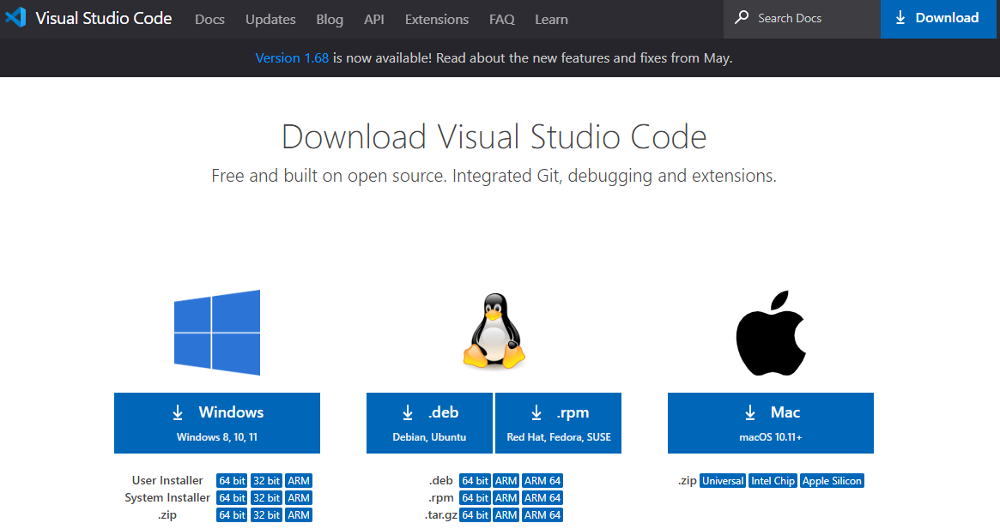 Visual Studio Code Docs Updates Blog API Extensions FAQ Learn Search Docs Download
Version 1.68 is now available! Read about the new features and fixes from May.
Download Visual Studio Code
Free and built on open source. Integrated Git, debugging and extensions.
Windows
Windows 8, 10, 11
.deb
Debian, Ubuntu
.rpm
Red Hat, Fedora, SUSE
Mac
macOS 10.11+
User Installer 64 bit 32 bit ARM
System Installer 64 bit 32 bit ARM
.zip 64 bit 32 bit ARM
.deb 64 bit ARM ARM 64
.rpm 64 bit ARM ARM 64
.tar.gz 64 bit ARM ARM 64
.zip Universal Intel Chip Apple Silicon